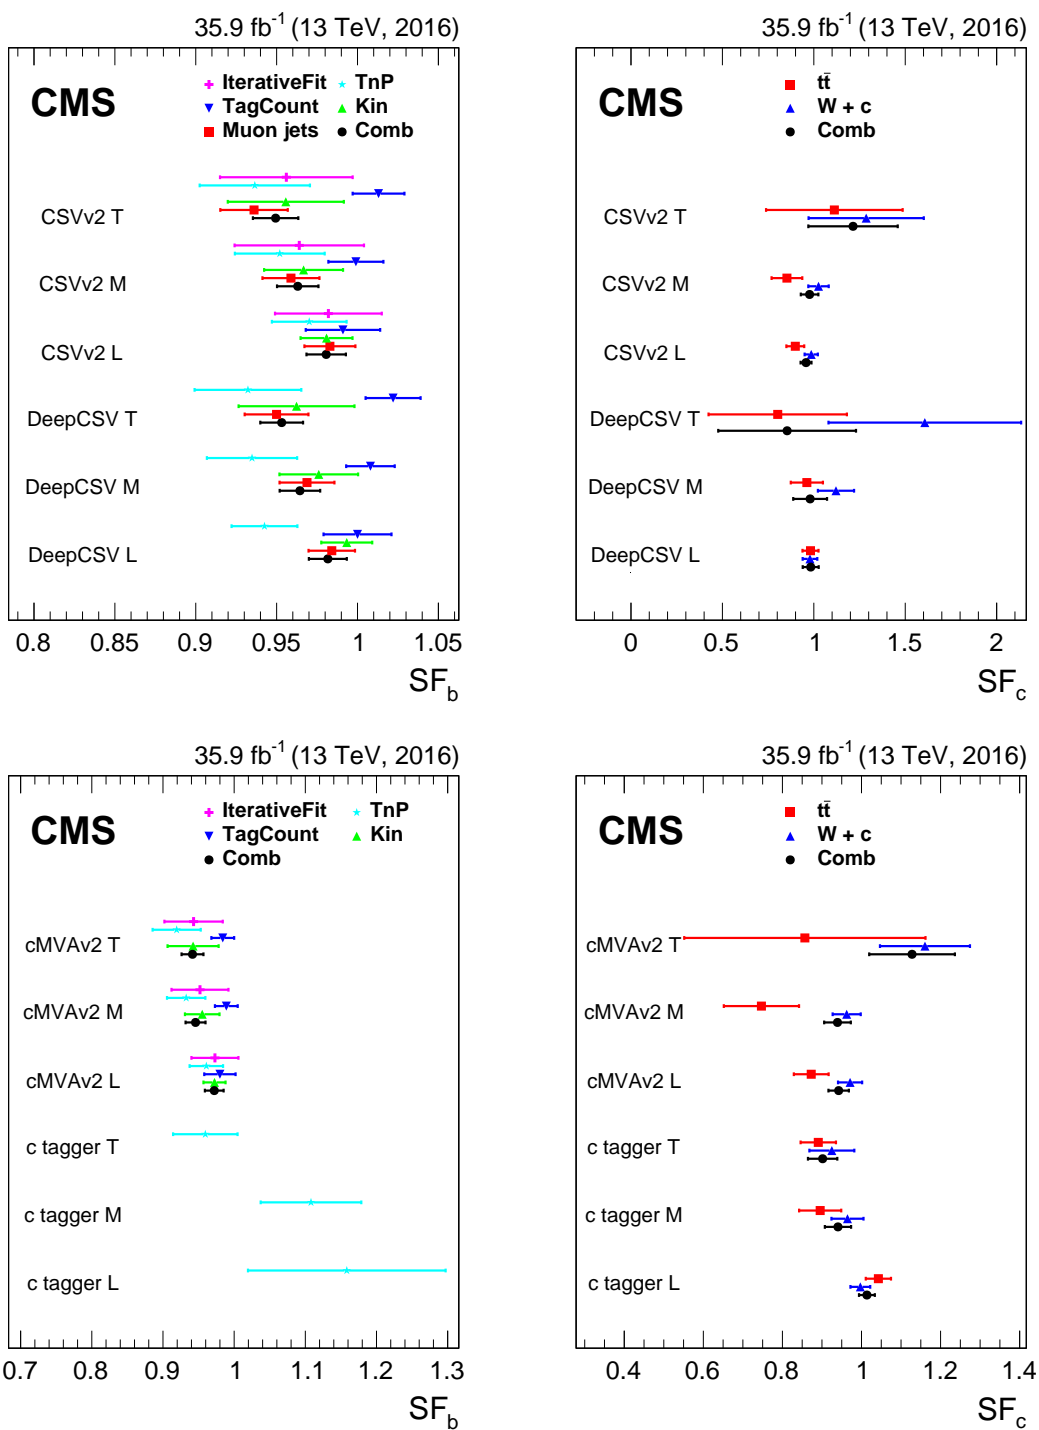 35.9 fb⁻¹ (13 TeV, 2016)
CMS
IterativeFit TnP
TagCount Kin
Muon jets Comb
CSVv2 T
CSVv2 M
CSVv2 L
DeepCSV T
DeepCSV M
DeepCSV L
0.8 0.85 0.9 0.95 1 1.05
SF_b
35.9 fb⁻¹ (13 TeV, 2016)
CMS
tt̄
W + c
Comb
CSVv2 T
CSVv2 M
CSVv2 L
DeepCSV T
DeepCSV M
DeepCSV L
0 0.5 1 1.5 2
SF_c
35.9 fb⁻¹ (13 TeV, 2016)
CMS
IterativeFit TnP
TagCount Kin
Comb
cMVAv2 T
cMVAv2 M
cMVAv2 L
c tagger T
c tagger M
c tagger L
0.7 0.8 0.9 1 1.1 1.2 1.3
SF_b
35.9 fb⁻¹ (13 TeV, 2016)
CMS
tt̄
W + c
Comb
cMVAv2 T
cMVAv2 M
cMVAv2 L
c tagger T
c tagger M
c tagger L
0.4 0.6 0.8 1 1.2 1.4
SF_c